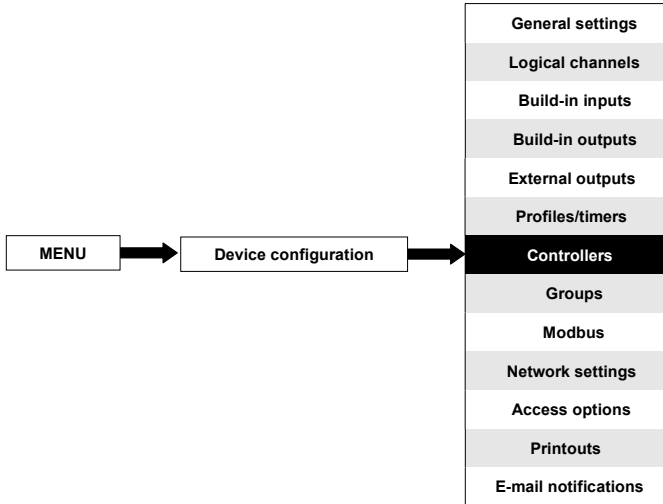 General settings
Logical channels
Build-in inputs
Build-in outputs
External outputs
Profiles/timers
MENU
Device configuration
Controllers
Groups
Modbus
Network settings
Access options
Printouts
E-mail notifications